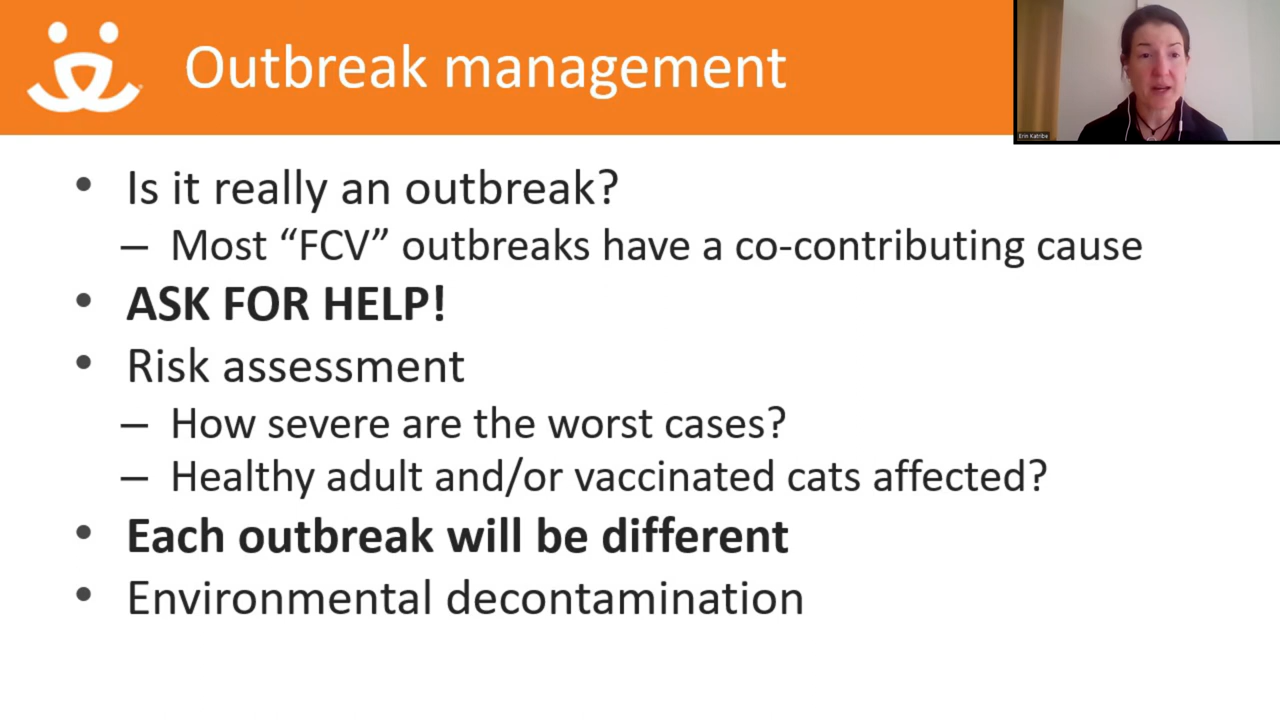 Outbreak management
Erin Katribe
• Is it really an outbreak?
– Most “FCV” outbreaks have a co-contributing cause
• ASK FOR HELP!
• Risk assessment
– How severe are the worst cases?
– Healthy adult and/or vaccinated cats affected?
• Each outbreak will be different
• Environmental decontamination